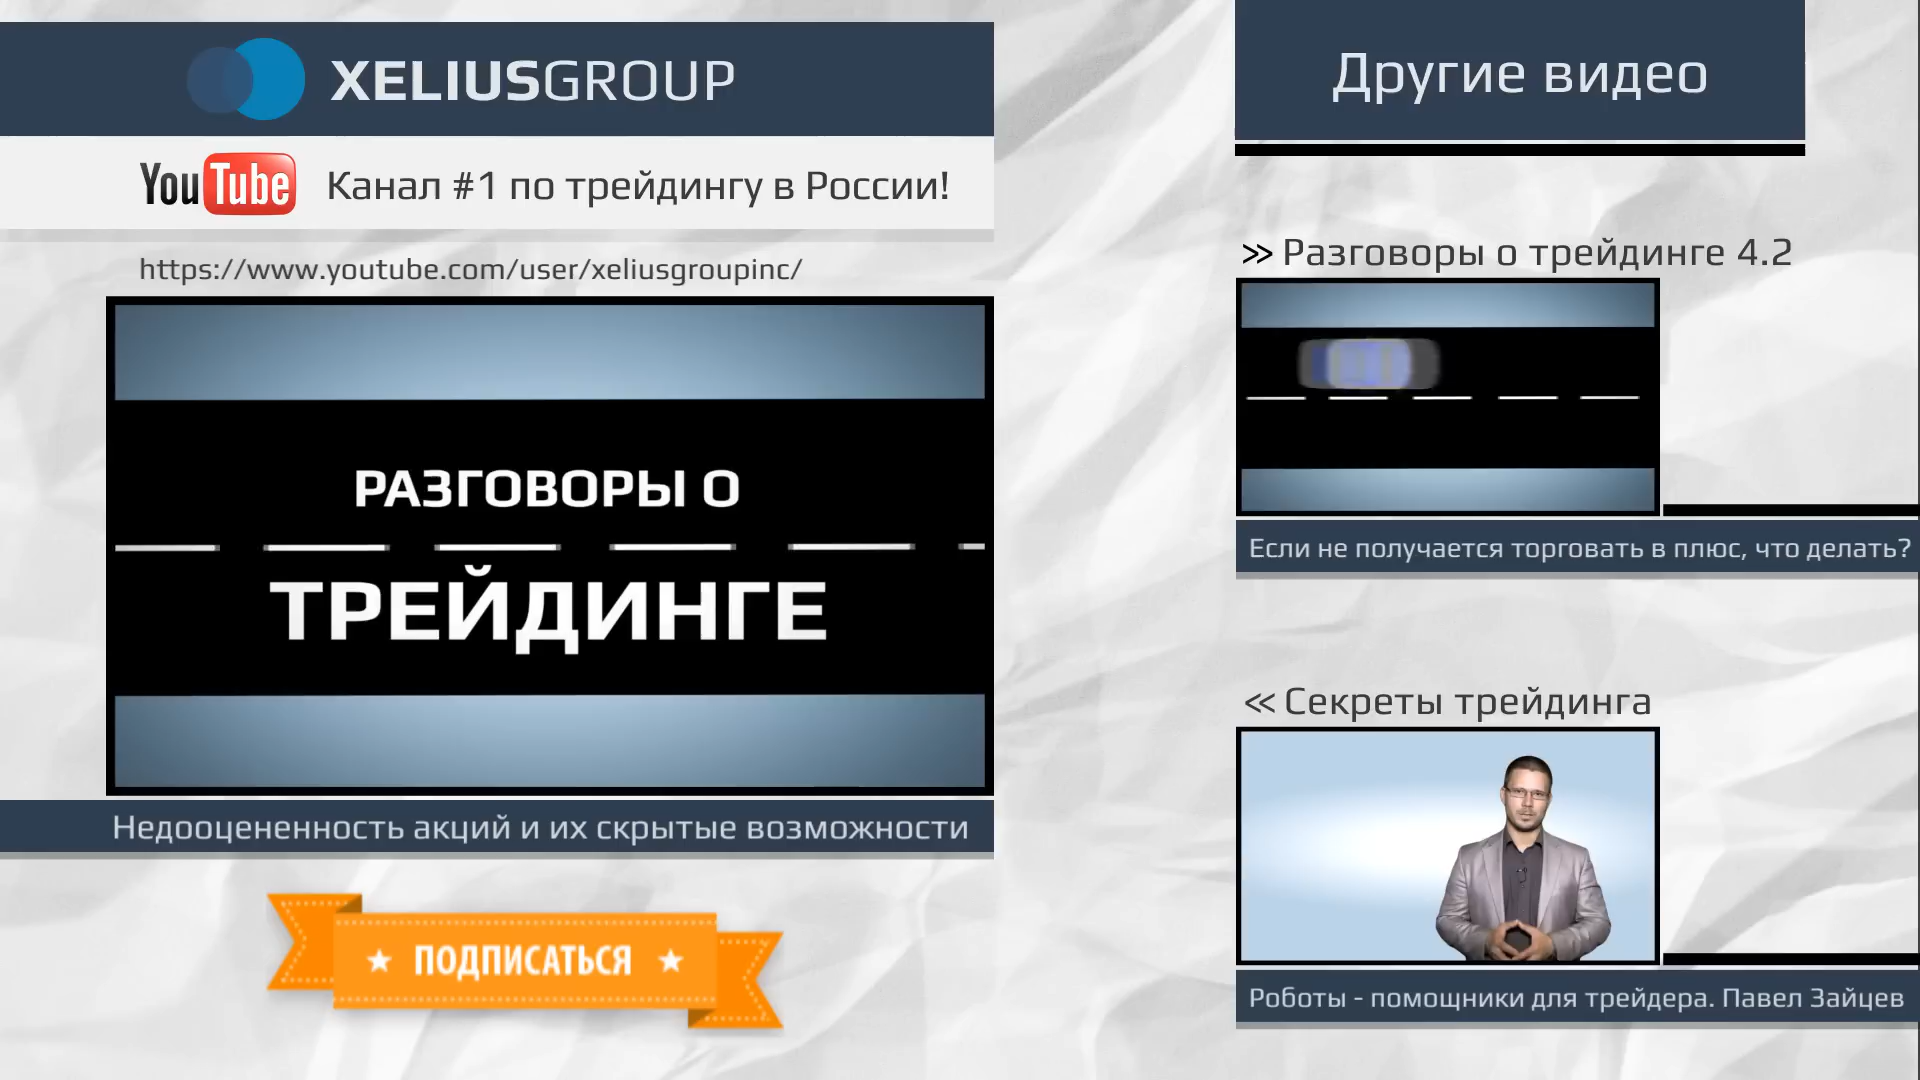 XELIUSGROUP
YouTube Канал #1 по трейдингу в России!
https://www.youtube.com/user/xeliusgroupinc/
РАЗГОВОРЫ О
ТРЕЙДИНГЕ
Недооцененность акций и их скрытые возможности
★ ПОДПИСАТЬСЯ ★
Другие видео
>> Разговоры о трейдинге 4.2
Если не получается торговать в плюс, что делать?
<< Секреты трейдинга
Роботы - помощники для трейдера. Павел Зайцев